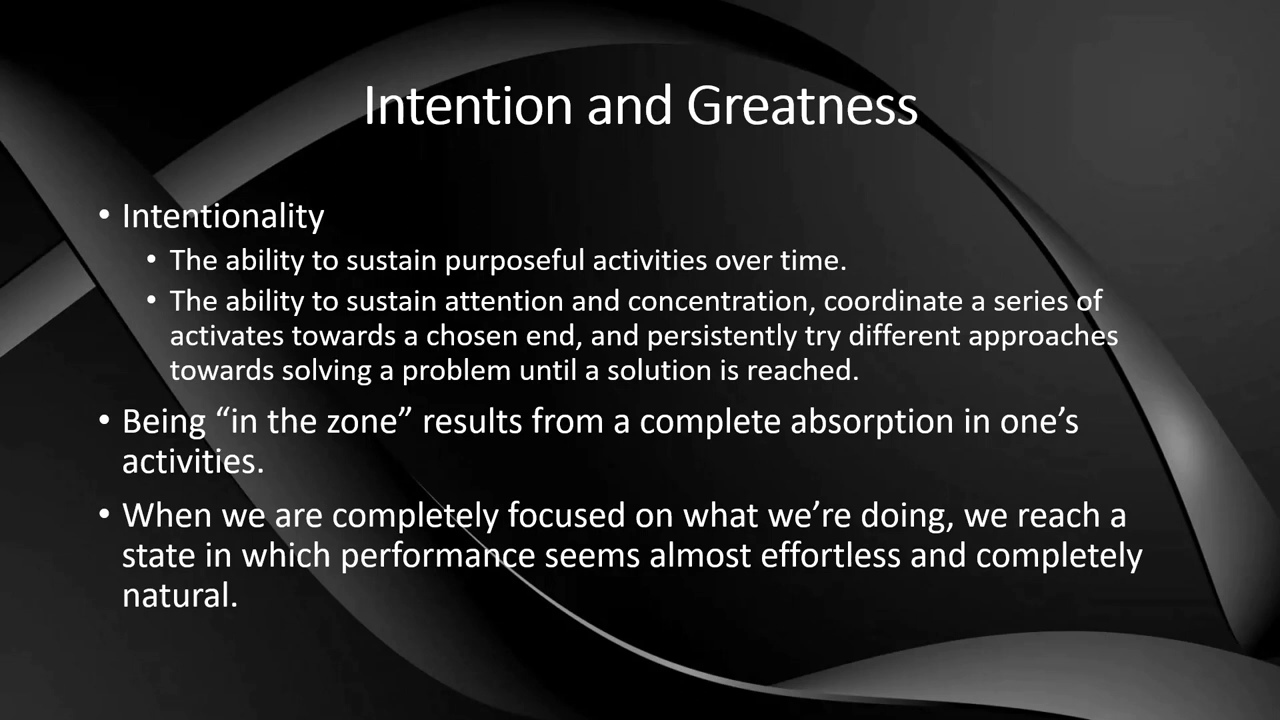 Intention and Greatness
• Intentionality
• The ability to sustain purposeful activities over time.
• The ability to sustain attention and concentration, coordinate a series of
activates towards a chosen end, and persistently try different approaches
towards solving a problem until a solution is reached.
• Being “in the zone” results from a complete absorption in one’s
activities.
• When we are completely focused on what we’re doing, we reach a
state in which performance seems almost effortless and completely
natural.